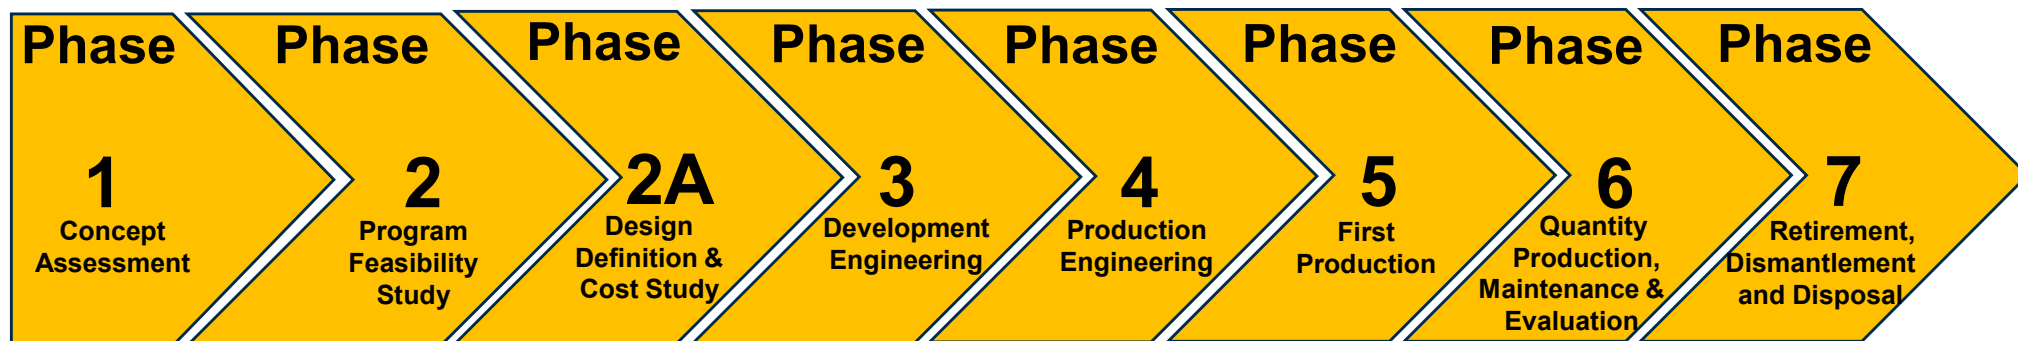 Phase
1
Concept
Assessment
Phase
2
Program
Feasibility
Study
Phase
2A
Design
Definition &
Cost Study
Phase
3
Development
Engineering
Phase
4
Production
Engineering
Phase
5
First
Production
Phase
6
Quantity
Production,
Maintenance &
Evaluation
Phase
7
Retirement,
Dismantlement
and Disposal